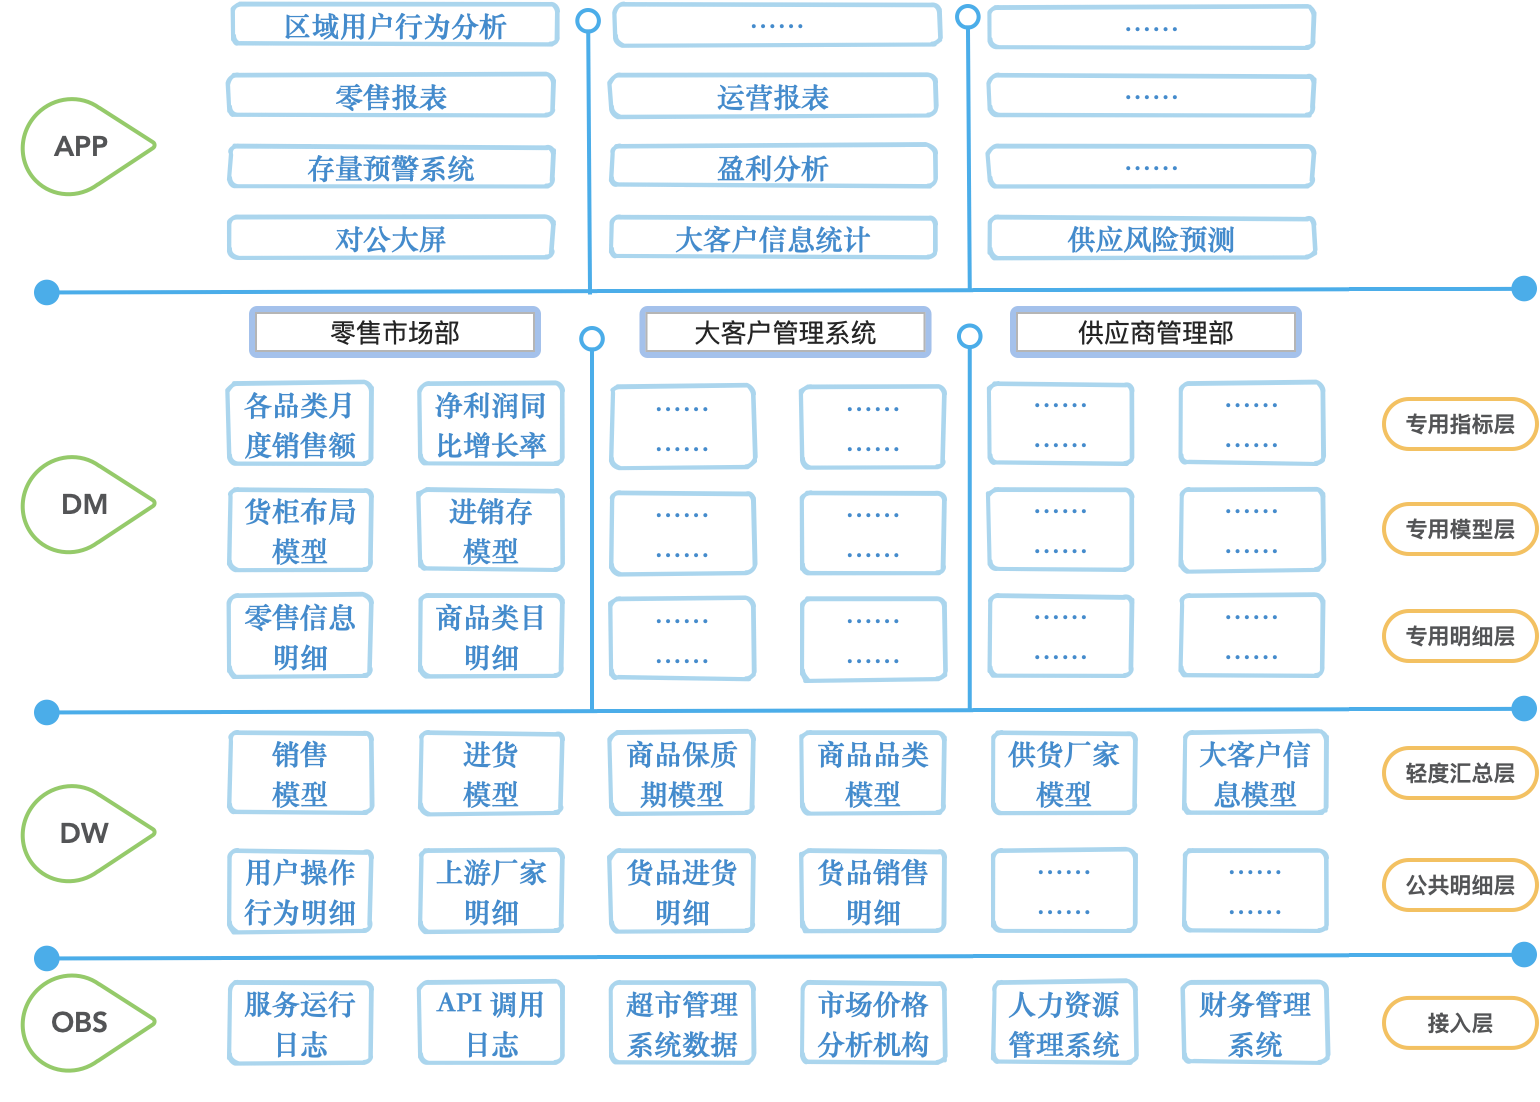 区域用户行为分析
……
……
零售报表
运营报表
……
APP
存量预警系统
盈利分析
……
对公大屏
大客户信息统计
供应风险预测
零售市场部
大客户管理系统
供应商管理部
各品类月
度销售额
净利润同
比增长率
……
……
……
……
……
……
……
……
专用指标层
DM
货柜布局
模型
进销存
模型
……
……
……
……
……
……
……
……
专用模型层
零售信息
明细
商品类目
明细
……
……
……
……
……
……
……
……
专用明细层
DW
销售
模型
进货
模型
商品保质
期模型
商品品类
模型
供货厂家
模型
大客户信
息模型
轻度汇总层
用户操作
行为明细
上游厂家
明细
货品进货
明细
货品销售
明细
……
……
……
……
公共明细层
OBS
服务运行
日志
API 调用
日志
超市管理
系统数据
市场价格
分析机构
人力资源
管理系统
财务管理
系统
接入层